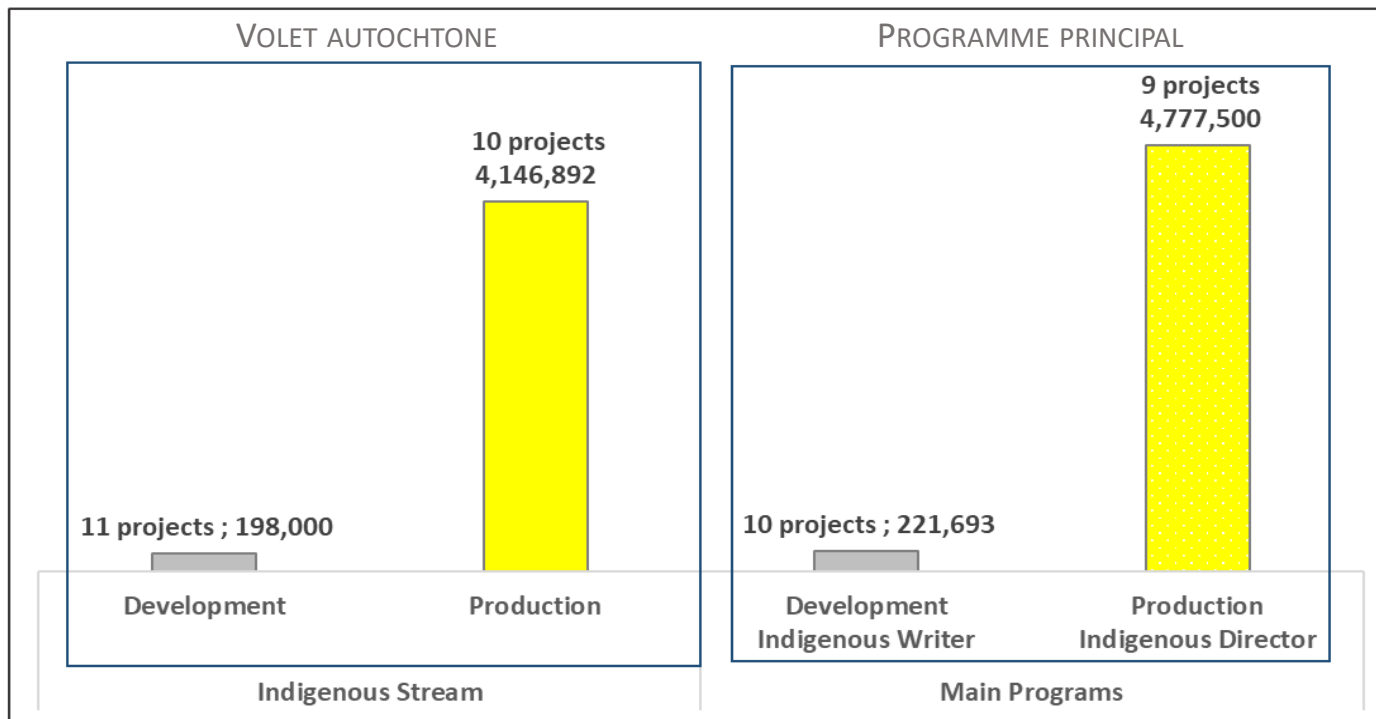 VOLET AUTOCHTONE
PROGRAMME PRINCIPAL
10 projects
4,146,892
11 projects ; 198,000
9 projects
4,777,500
10 projects ; 221,693
Development
Production
Development
Indigenous Writer
Production
Indigenous Director
Indigenous Stream
Main Programs